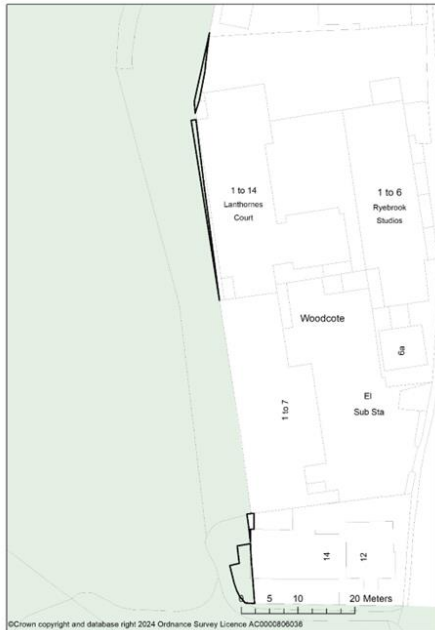 1 to 14
Lanthornes
Court
1 to 6
Ryebrook
Studios
Woodcote
6a
El
Sub Sta
1 to 7
14
12
0 5 10 20 Meters
©Crown copyright and database right 2024 Ordnance Survey Licence AC0000806036